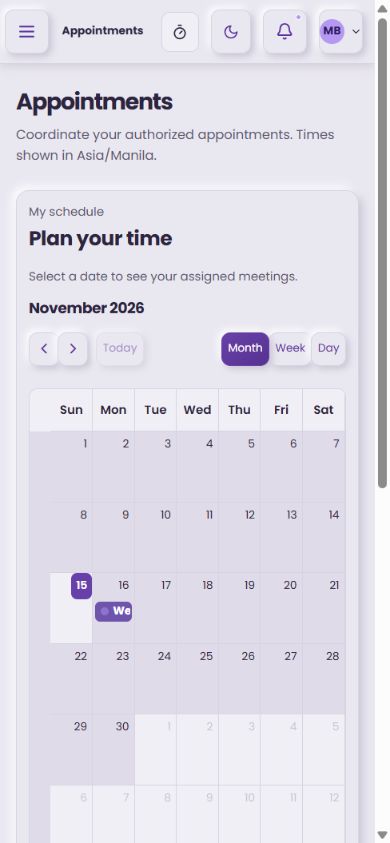 Appointments
MB
Appointments
Coordinate your authorized appointments. Times
shown in Asia/Manila.
My schedule
Plan your time
Select a date to see your assigned meetings.
November 2026
Today
Month Week Day
Sun Mon Tue Wed Thu Fri Sat
1 2 3 4 5 6 7
8 9 10 11 12 13 14
15 16 17 18 19 20 21
We
22 23 24 25 26 27 28
29 30 1 2 3 4 5
6 7 8 9 10 11 12